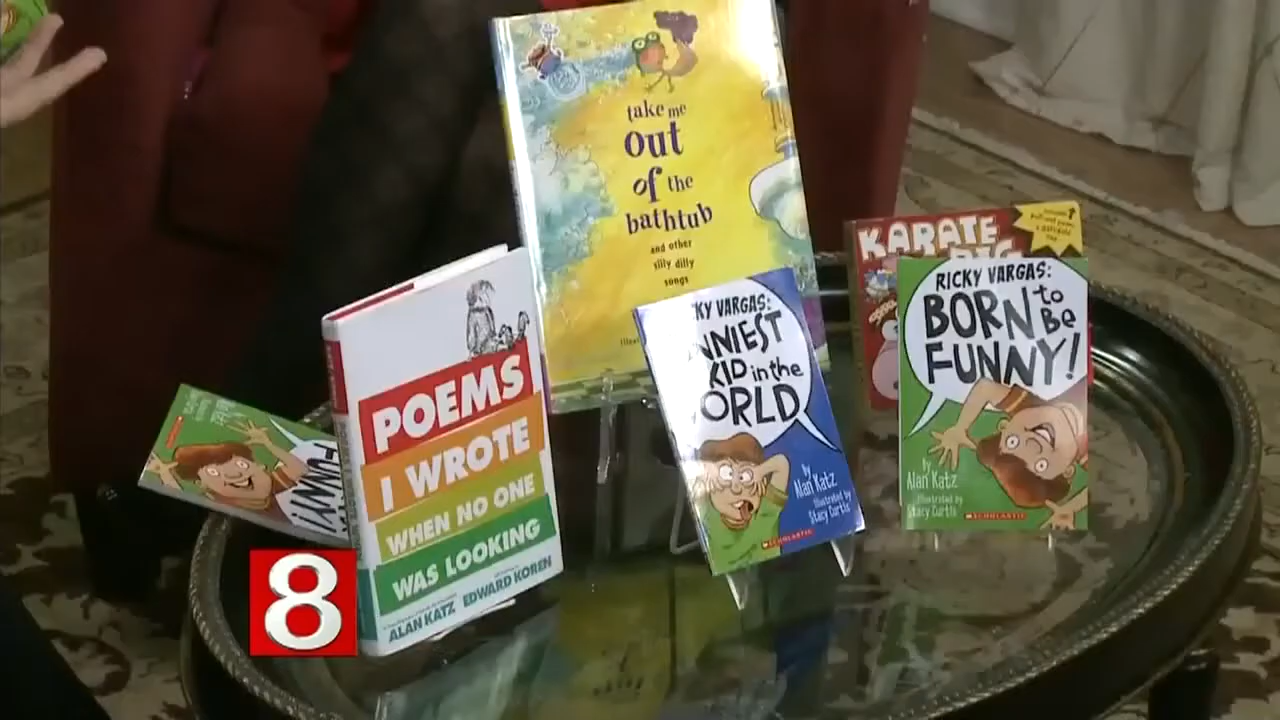 take me
out
of the
bathtub
and other
silly dilly
songs
KARATE
RICKY VARGAS:
BORN to
Be
FUNNY!
by
Alan Katz
Illustrated by
Stacy Curtis
SCHOLASTIC
KY VARGAS:
NNIEST
KID in the
ORLD
by
Alan Katz
Illustrated by
Stacy Curtis
SCHOLASTIC
POEMS
I WROTE
WHEN NO ONE
WAS LOOKING
ALAN KATZ EDWARD KOREN
8